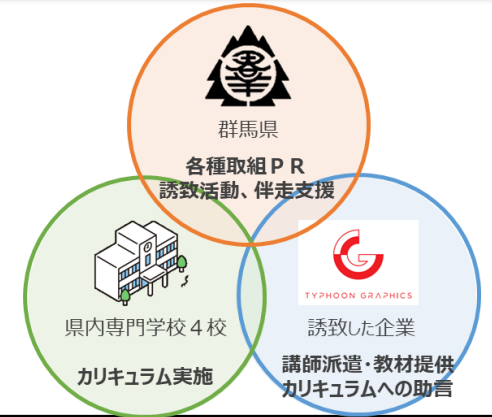 群馬県
各種取組ＰＲ
誘致活動、伴走支援
県内専門学校４校
カリキュラム実施
TYPHOON GRAPHICS
誘致した企業
講師派遣・教材提供
カリキュラムへの助言